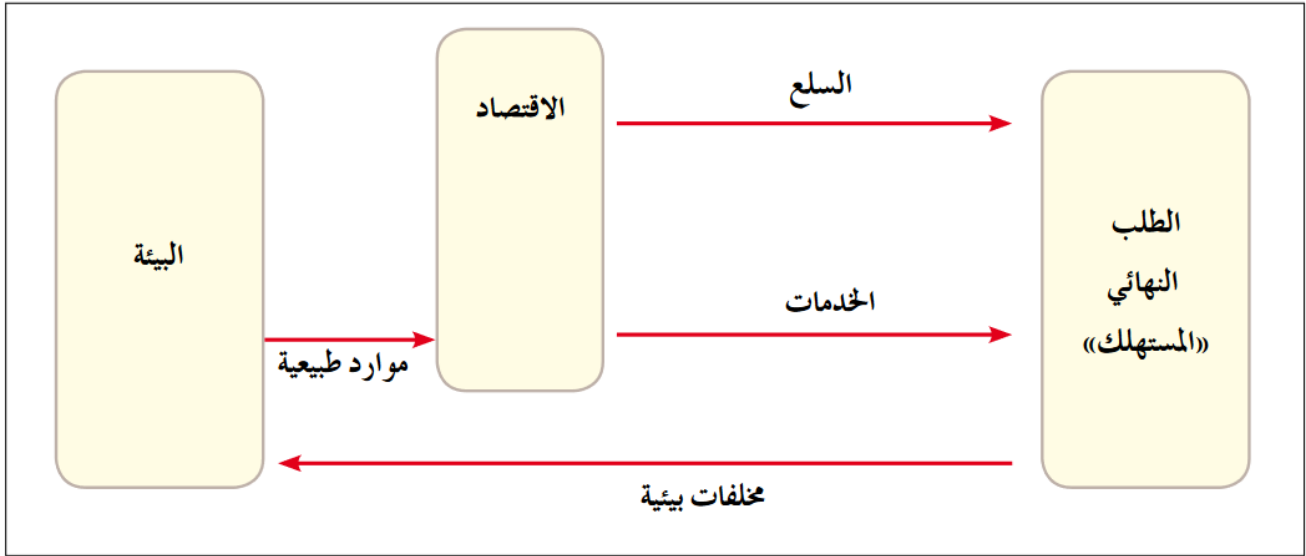 السلع
الاقتصاد
الطلب
النهائي
«المستهلك»
البيئة
الخدمات
موارد طبيعية
مخلفات بيئية